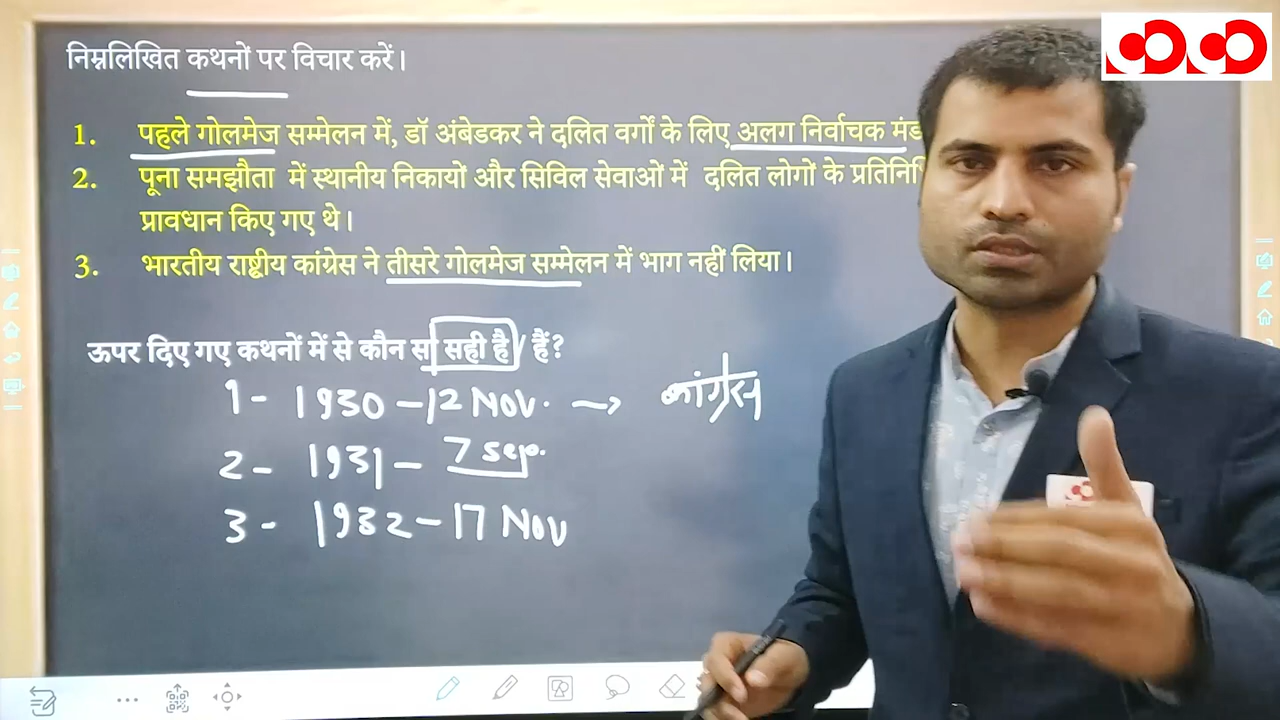 निम्नलिखित कथनों पर विचार करें।
1. पहले गोलमेज सम्मेलन में, डॉ अंबेडकर ने दलित वर्गों के लिए अलग निर्वाचक
2. पूना समझौता में स्थानीय निकायों और सिविल सेवाओं में दलित लोगों के
प्रावधान किए गए थे।
3. भारतीय राष्ट्रीय कांग्रेस ने तीसरे गोलमेज सम्मेलन में भाग नहीं लिया।
ऊपर दिए गए कथनों में से कौन सा सही है / हैं?
1 - 1930 - 12 Nov. → कांग्रेस
2 - 1931 - 7 Sep.
3 - 1932 - 17 Nov